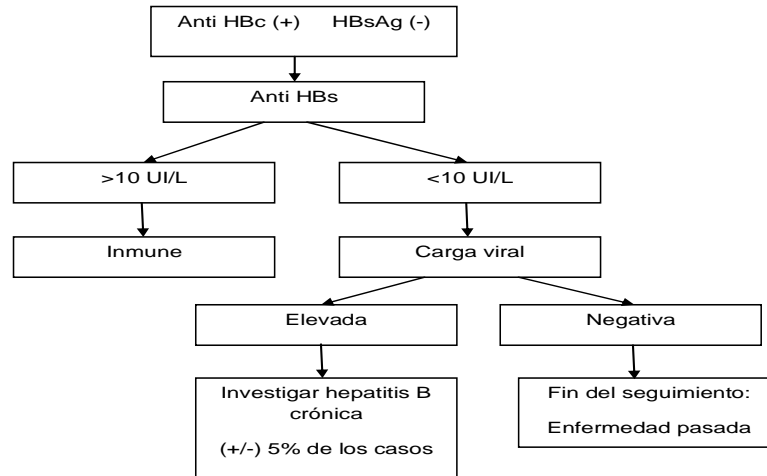 Anti HBc (+) HBsAg (-)
Anti HBs
>10 UI/L
<10 UI/L
Inmune
Carga viral
Elevada
Negativa
Investigar hepatitis B
crónica
(+/-) 5% de los casos
Fin del seguimiento:
Enfermedad pasada